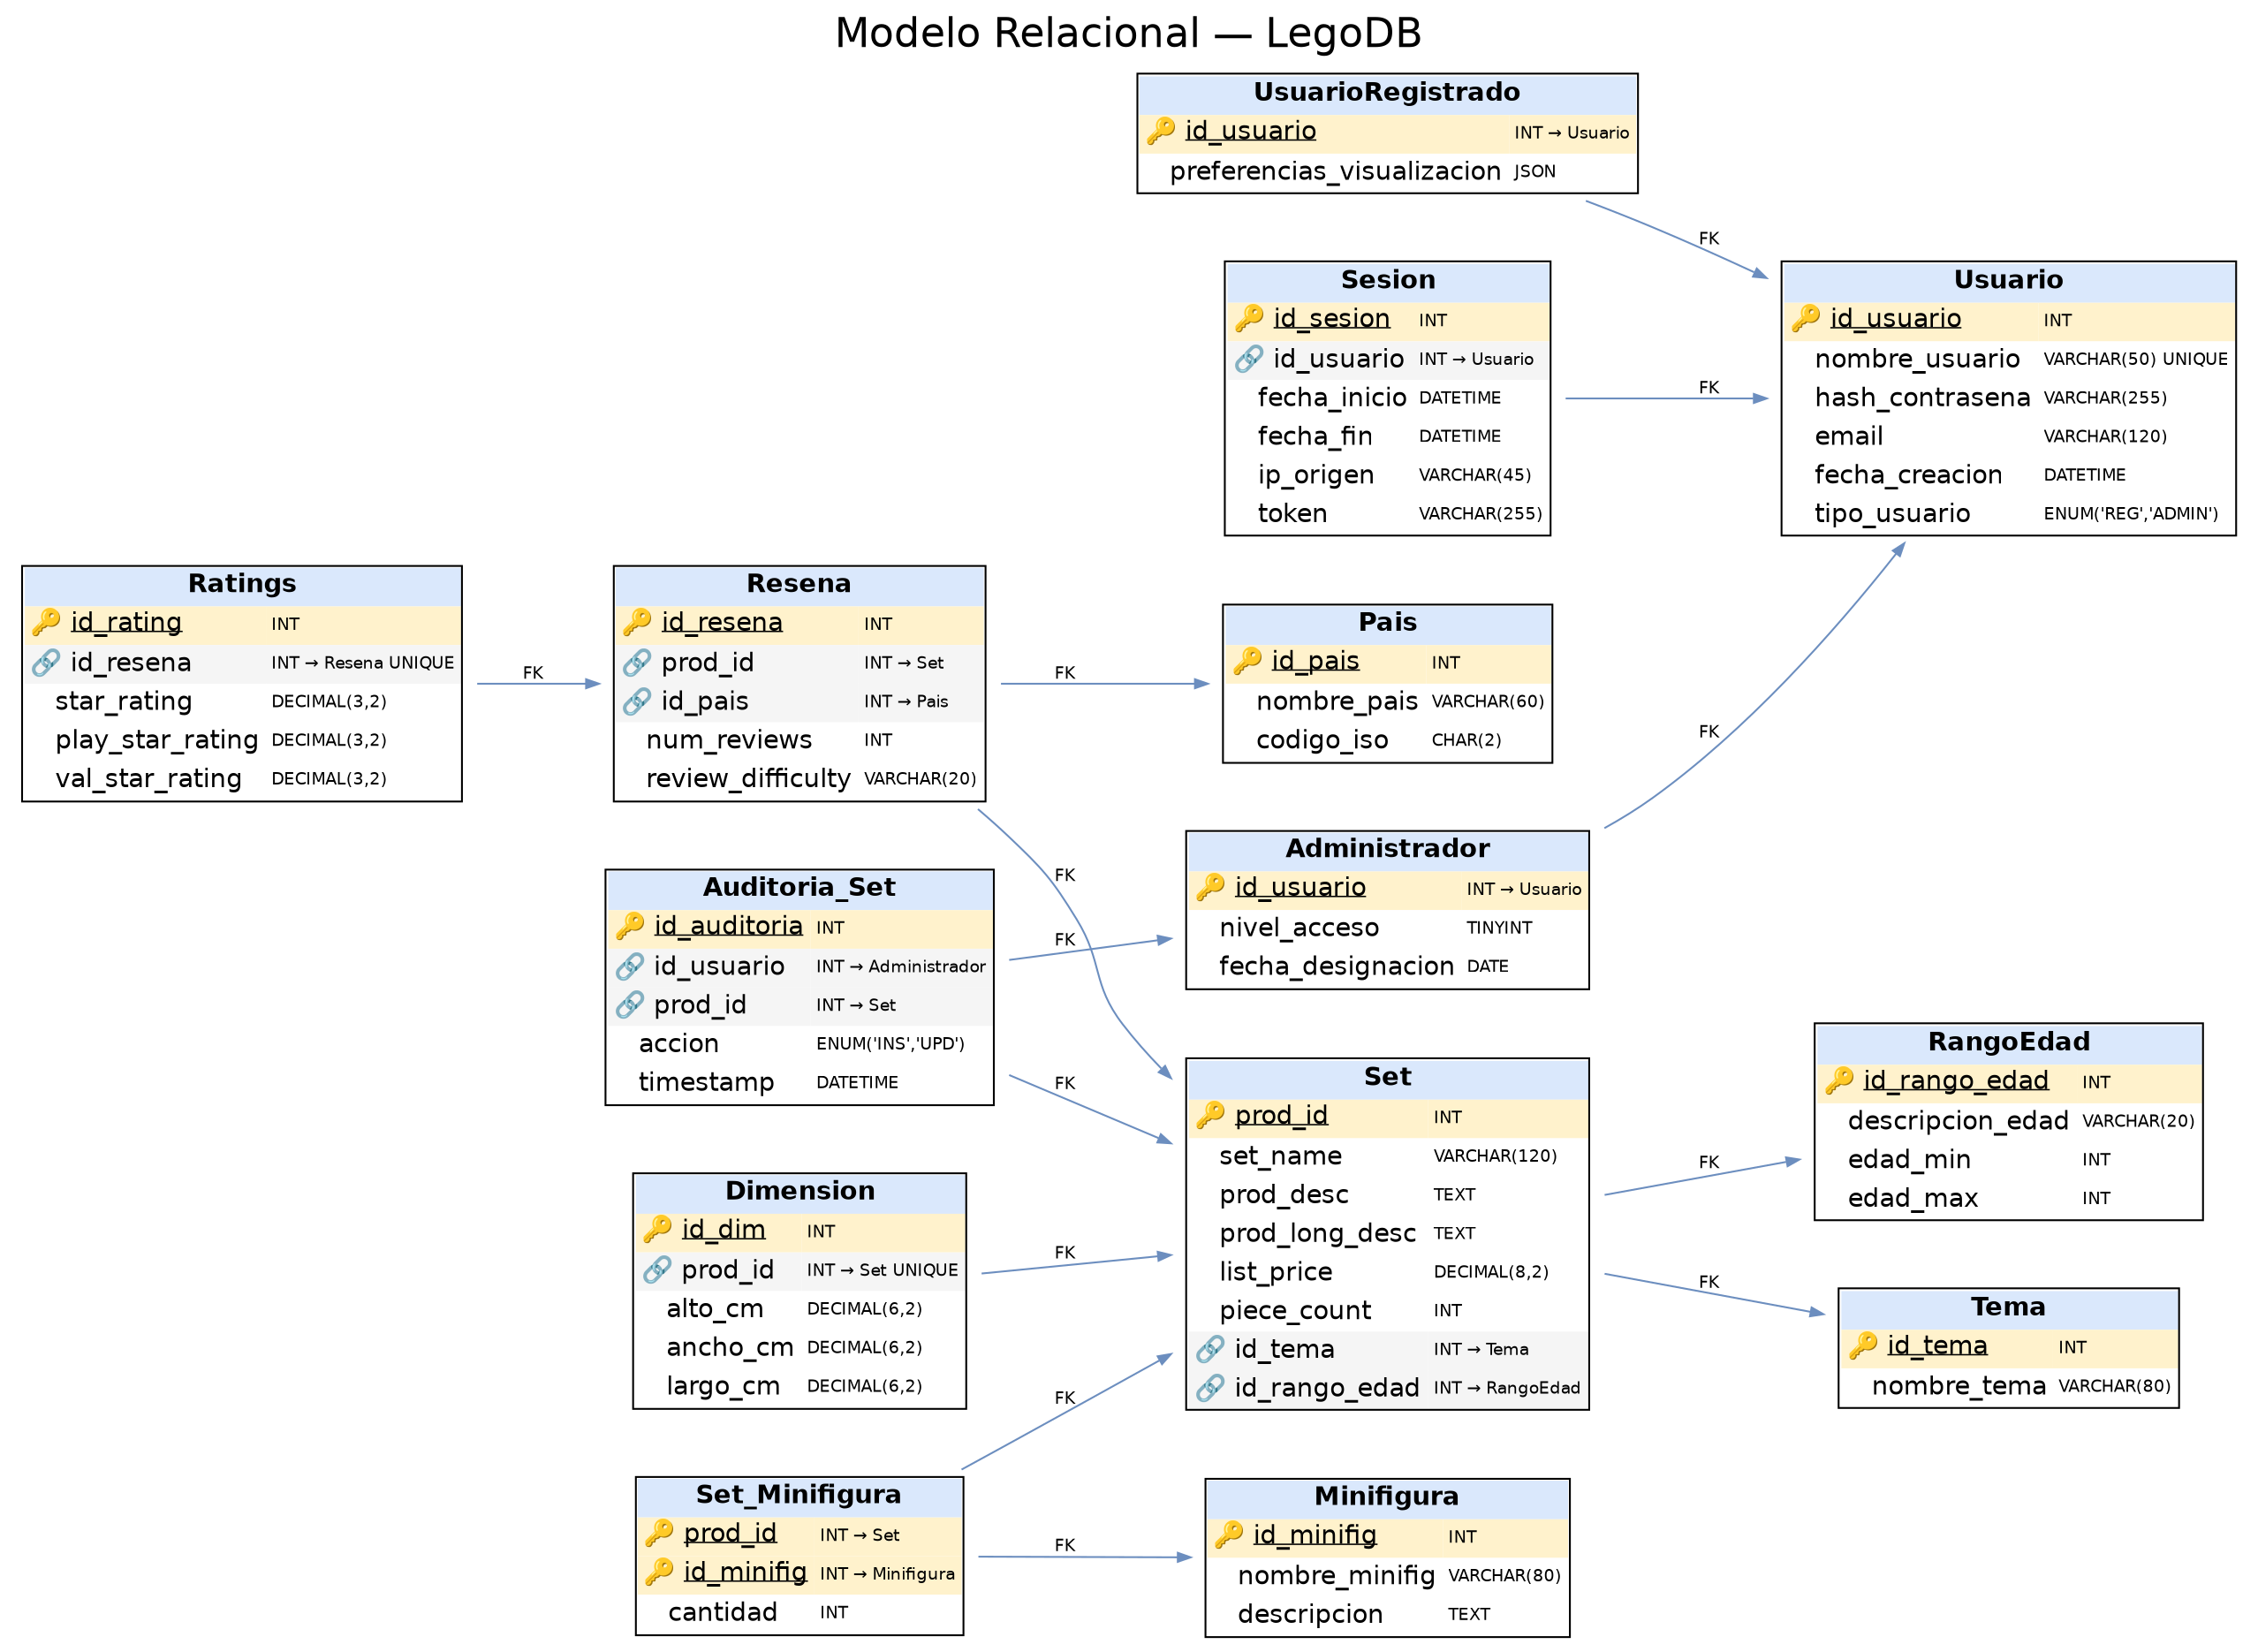 Modelo Relacional — LegoDB
UsuarioRegistrado
🔑 id_usuario INT → Usuario
preferencias_visualizacion JSON
FK
Sesion
🔑 id_sesion INT
🔗 id_usuario INT → Usuario
fecha_inicio DATETIME
fecha_fin DATETIME
ip_origen VARCHAR(45)
token VARCHAR(255)
FK
Usuario
🔑 id_usuario INT
nombre_usuario VARCHAR(50) UNIQUE
hash_contrasena VARCHAR(255)
email VARCHAR(120)
fecha_creacion DATETIME
tipo_usuario ENUM('REG','ADMIN')
Ratings
🔑 id_rating INT
🔗 id_resena INT → Resena UNIQUE
star_rating DECIMAL(3,2)
play_star_rating DECIMAL(3,2)
val_star_rating DECIMAL(3,2)
FK
Resena
🔑 id_resena INT
🔗 prod_id INT → Set
🔗 id_pais INT → Pais
num_reviews INT
review_difficulty VARCHAR(20)
FK
FK
Pais
🔑 id_pais INT
nombre_pais VARCHAR(60)
codigo_iso CHAR(2)
FK
Auditoria_Set
🔑 id_auditoria INT
🔗 id_usuario INT → Administrador
🔗 prod_id INT → Set
accion ENUM('INS','UPD')
timestamp DATETIME
FK
FK
Administrador
🔑 id_usuario INT → Usuario
nivel_acceso TINYINT
fecha_designacion DATE
Dimension
🔑 id_dim INT
🔗 prod_id INT → Set UNIQUE
alto_cm DECIMAL(6,2)
ancho_cm DECIMAL(6,2)
largo_cm DECIMAL(6,2)
FK
Set
🔑 prod_id INT
set_name VARCHAR(120)
prod_desc TEXT
prod_long_desc TEXT
list_price DECIMAL(8,2)
piece_count INT
🔗 id_tema INT → Tema
🔗 id_rango_edad INT → RangoEdad
FK
FK
RangoEdad
🔑 id_rango_edad INT
descripcion_edad VARCHAR(20)
edad_min INT
edad_max INT
Tema
🔑 id_tema INT
nombre_tema VARCHAR(80)
Set_Minifigura
🔑 prod_id INT → Set
🔑 id_minifig INT → Minifigura
cantidad INT
FK
FK
Minifigura
🔑 id_minifig INT
nombre_minifig VARCHAR(80)
descripcion TEXT